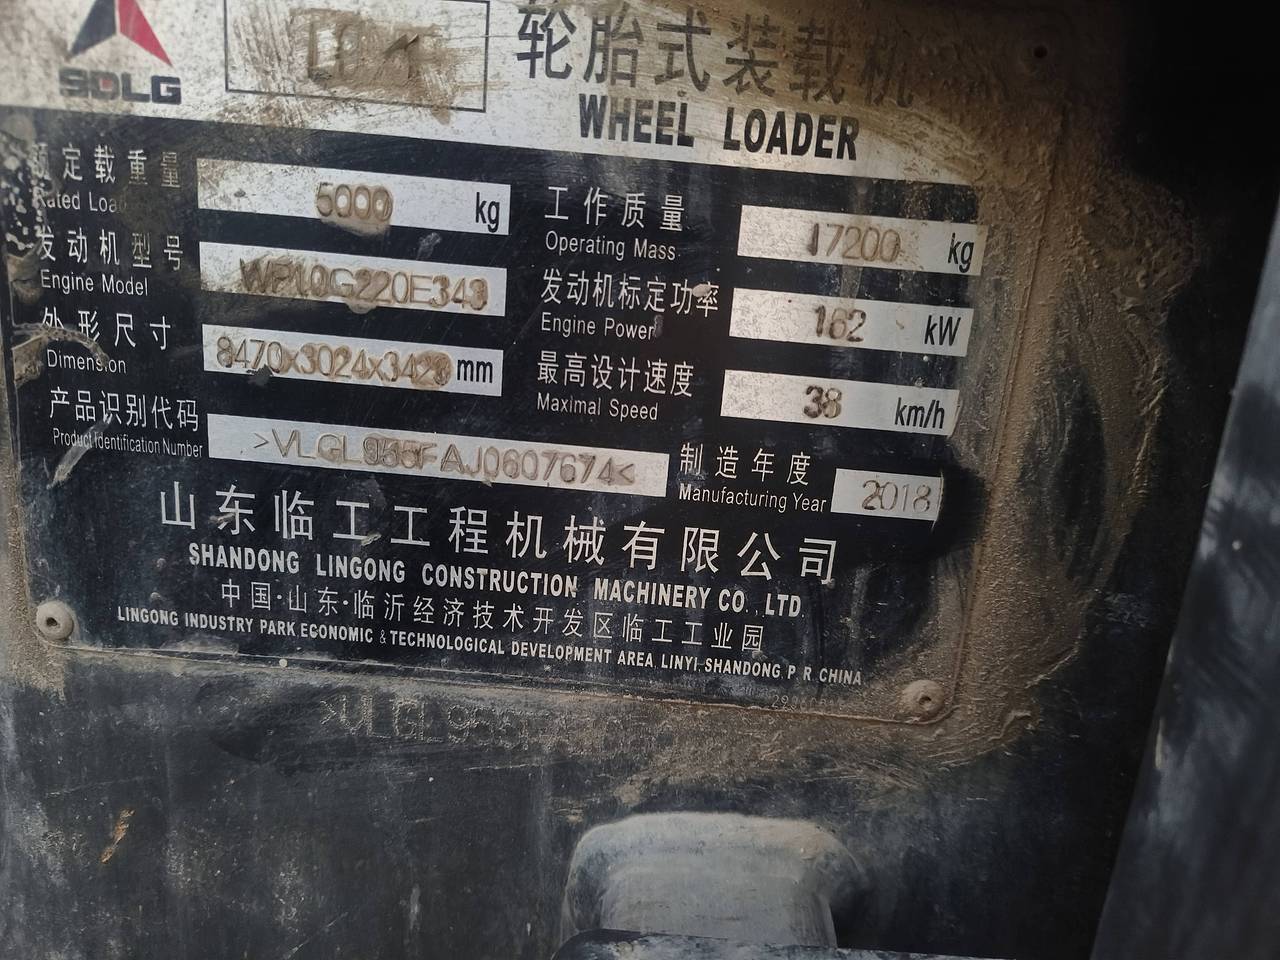 SDLG
轮胎式装载机
WHEEL LOADER
额定载重量 5000 kg
Rated Load
工作质量 17200 kg
Operating Mass
发动机型号 WP10G220E343
Engine Model
发动机标定功率 162 kW
Engine Power
外形尺寸 8470x3024x3423 mm
Dimension
最高设计速度 38 km/h
Maximal Speed
产品识别代码 >VLGL955FAJ0607674<
Product Identification Number
制造年度 2018
Manufacturing Year
山东临工工程机械有限公司
SHANDONG LINGONG CONSTRUCTION MACHINERY CO., LTD.
中国·山东·临沂经济技术开发区临工工业园
LINGONG INDUSTRY PARK ECONOMIC & TECHNOLOGICAL DEVELOPMENT AREA LINYI SHANDONG P R CHINA